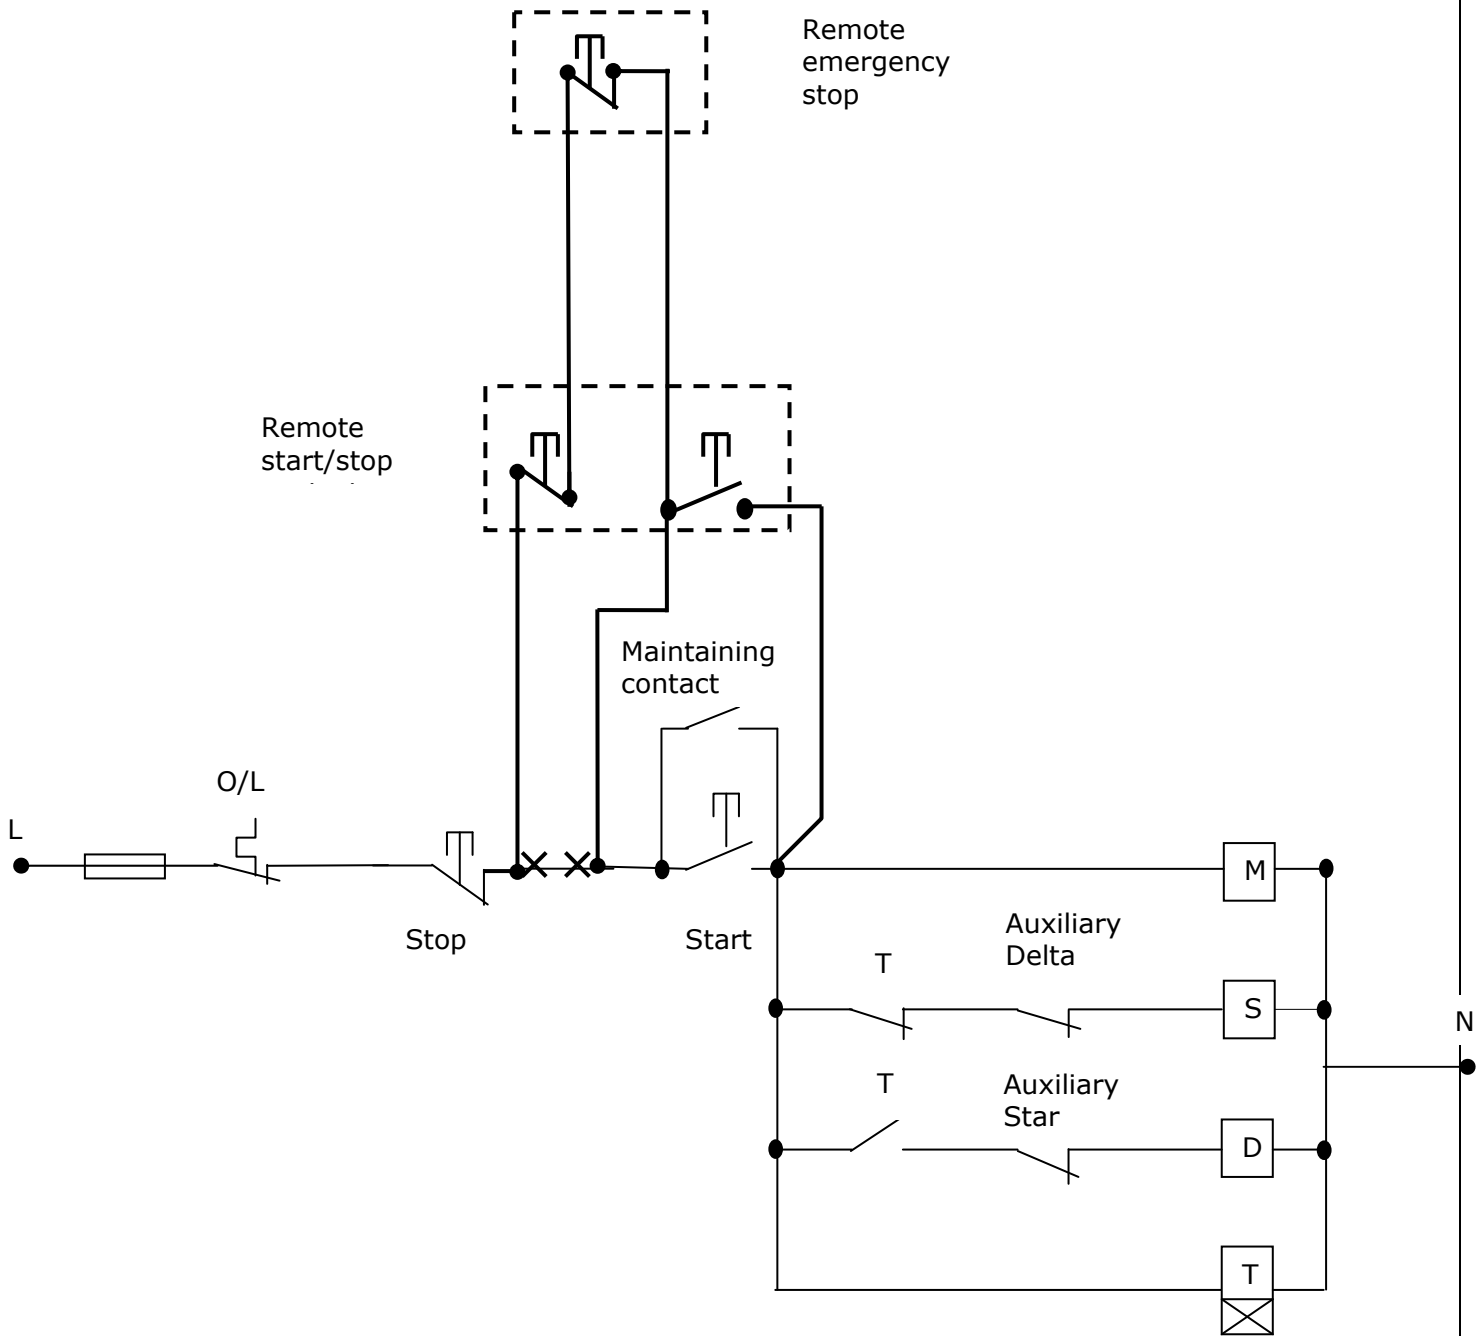 Remote
emergency
stop
Remote
start/stop
Maintaining
contact
O/L
L
Stop
Start
M
Auxiliary
Delta
T
S
N
T
Auxiliary
Star
D
T